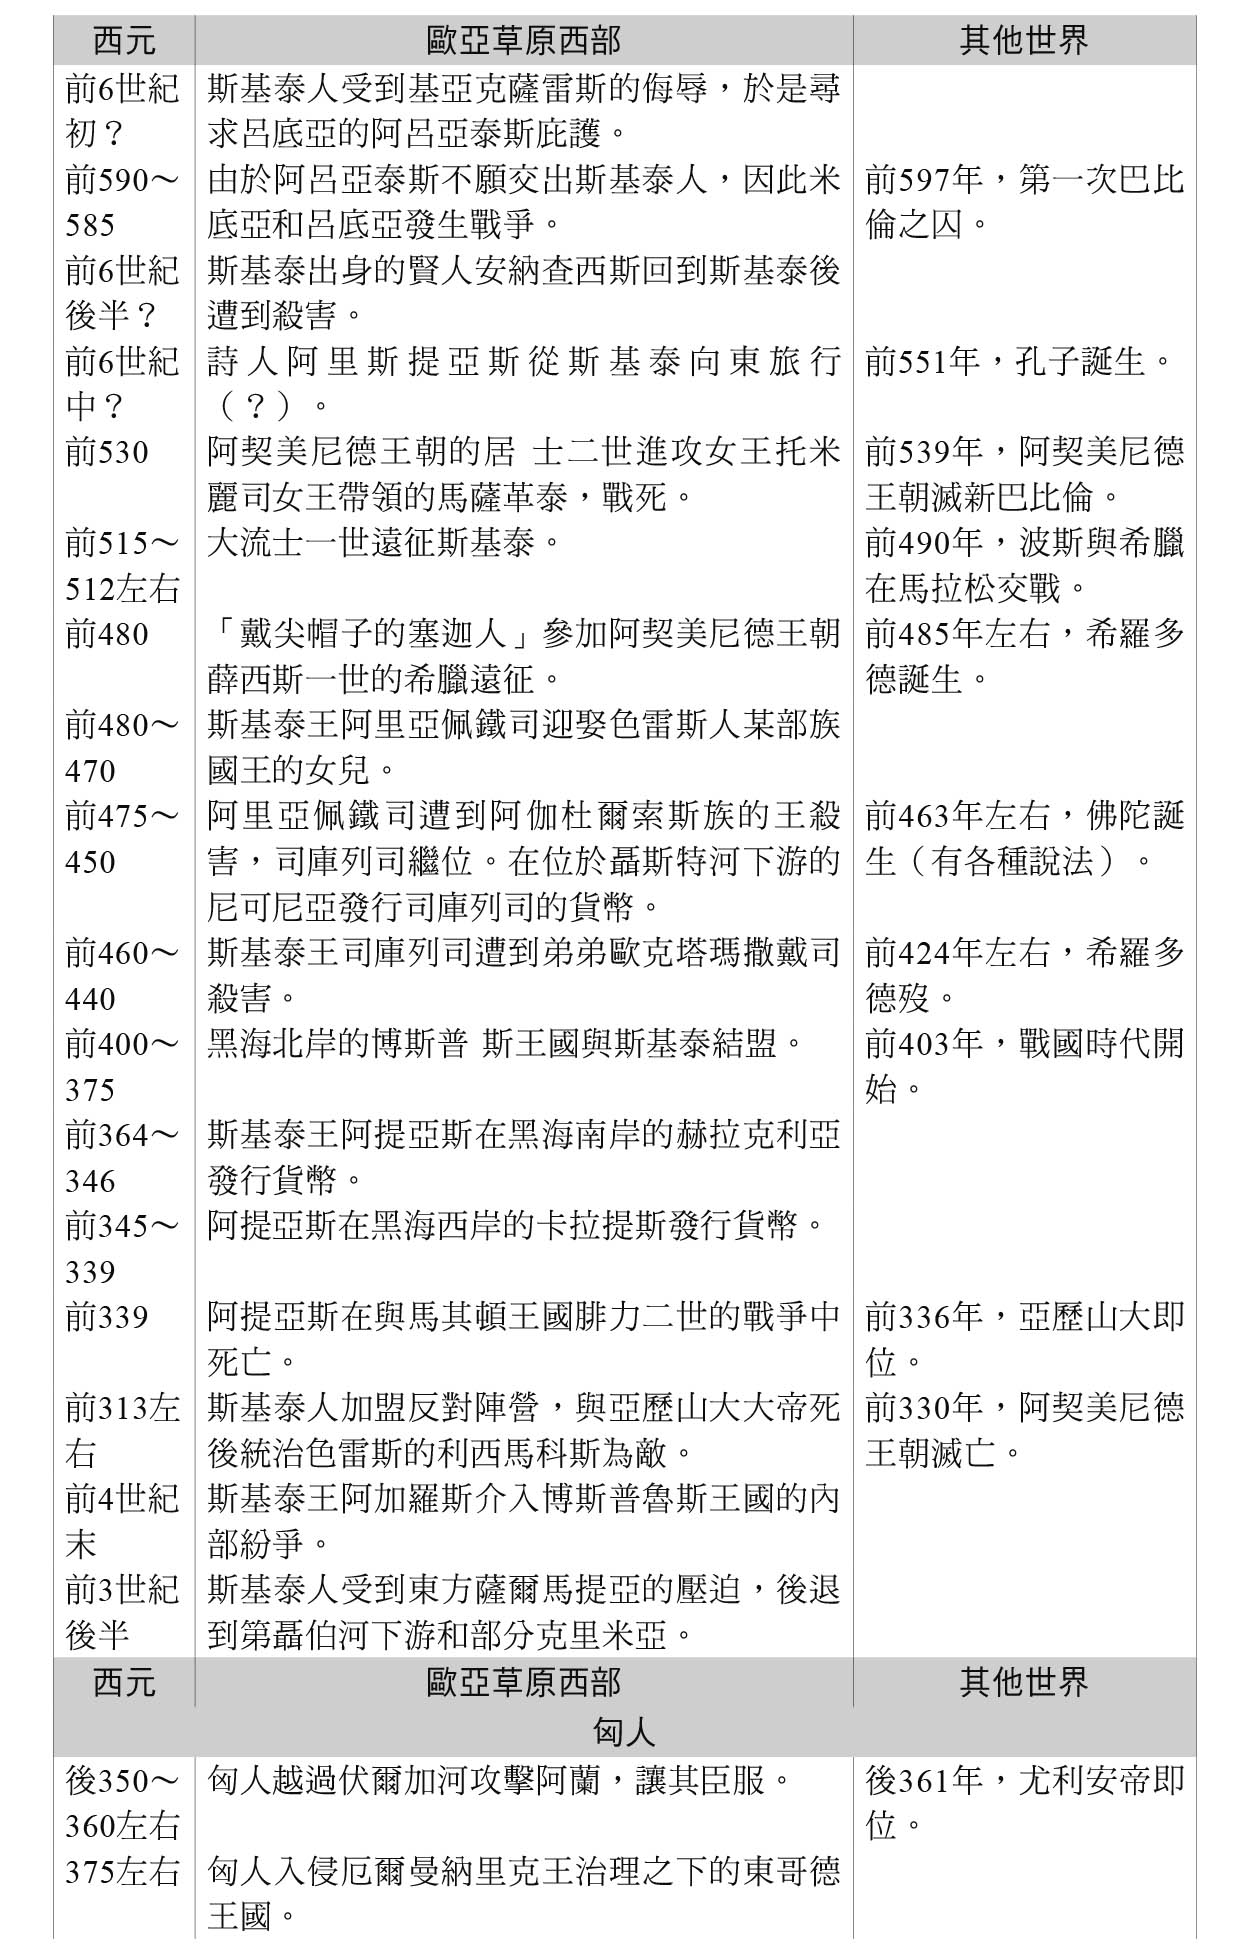 西元 歐亞草原西部 其他世界
前6世紀 斯基泰人受到基亞克薩雷斯的侮辱，於是尋
初？ 求呂底亞的阿呂亞泰斯庇護。
前590～ 由於阿呂亞泰斯不願交出斯基泰人，因此米 前597年，第一次巴比
585 底亞和呂底亞發生戰爭。 倫之囚。
前6世紀 斯基泰出身的賢人安納查西斯回到斯基泰後
後半？ 遭到殺害。
前6世紀 詩人阿里斯提亞斯從斯基泰向東旅行 前551年，孔子誕生。
中？ （？）。
前530 阿契美尼德王朝的居 士二世進攻女王托米 前539年，阿契美尼德
麗司女王帶領的馬薩革泰，戰死。 王朝滅新巴比倫。
前515～ 大流士一世遠征斯基泰。 前490年，波斯與希臘
512左右 在馬拉松交戰。
前480 「戴尖帽子的塞迦人」參加阿契美尼德王朝 前485年左右，希羅多
薛西斯一世的希臘遠征。 德誕生。
前480～ 斯基泰王阿里亞佩鐵司迎娶色雷斯人某部族
470 國王的女兒。
前475～ 阿里亞佩鐵司遭到阿伽杜爾索斯族的王殺 前463年左右，佛陀誕
450 害，司庫列司繼位。在位於聶斯特河下游的 生（有各種說法）。
尼可尼亞發行司庫列司的貨幣。
前460～ 斯基泰王司庫列司遭到弟弟歐克塔瑪撒戴司 前424年左右，希羅多
440 殺害。 德歿。
前400～ 黑海北岸的博斯普 斯王國與斯基泰結盟。 前403年，戰國時代開
375 始。
前364～ 斯基泰王阿提亞斯在黑海南岸的赫拉克利亞
346 發行貨幣。
前345～ 阿提亞斯在黑海西岸的卡拉提斯發行貨幣。
339
前339 阿提亞斯在與馬其頓王國腓力二世的戰爭中 前336年，亞歷山大即
死亡。 位。
前313左 斯基泰人加盟反對陣營，與亞歷山大大帝死 前330年，阿契美尼德
右 後統治色雷斯的利西馬科斯為敵。 王朝滅亡。
前4世紀 斯基泰王阿加羅斯介入博斯普魯斯王國的內
末 部紛爭。
前3世紀 斯基泰人受到東方薩爾馬提亞的壓迫，後退
後半 到第聶伯河下游和部分克里米亞。
西元 歐亞草原西部 其他世界
匈人
後350～ 匈人越過伏爾加河攻擊阿蘭，讓其臣服。 後361年，尤利安帝即
360左右 位。
375左右 匈人入侵厄爾曼納里克王治理之下的東哥德
王國。